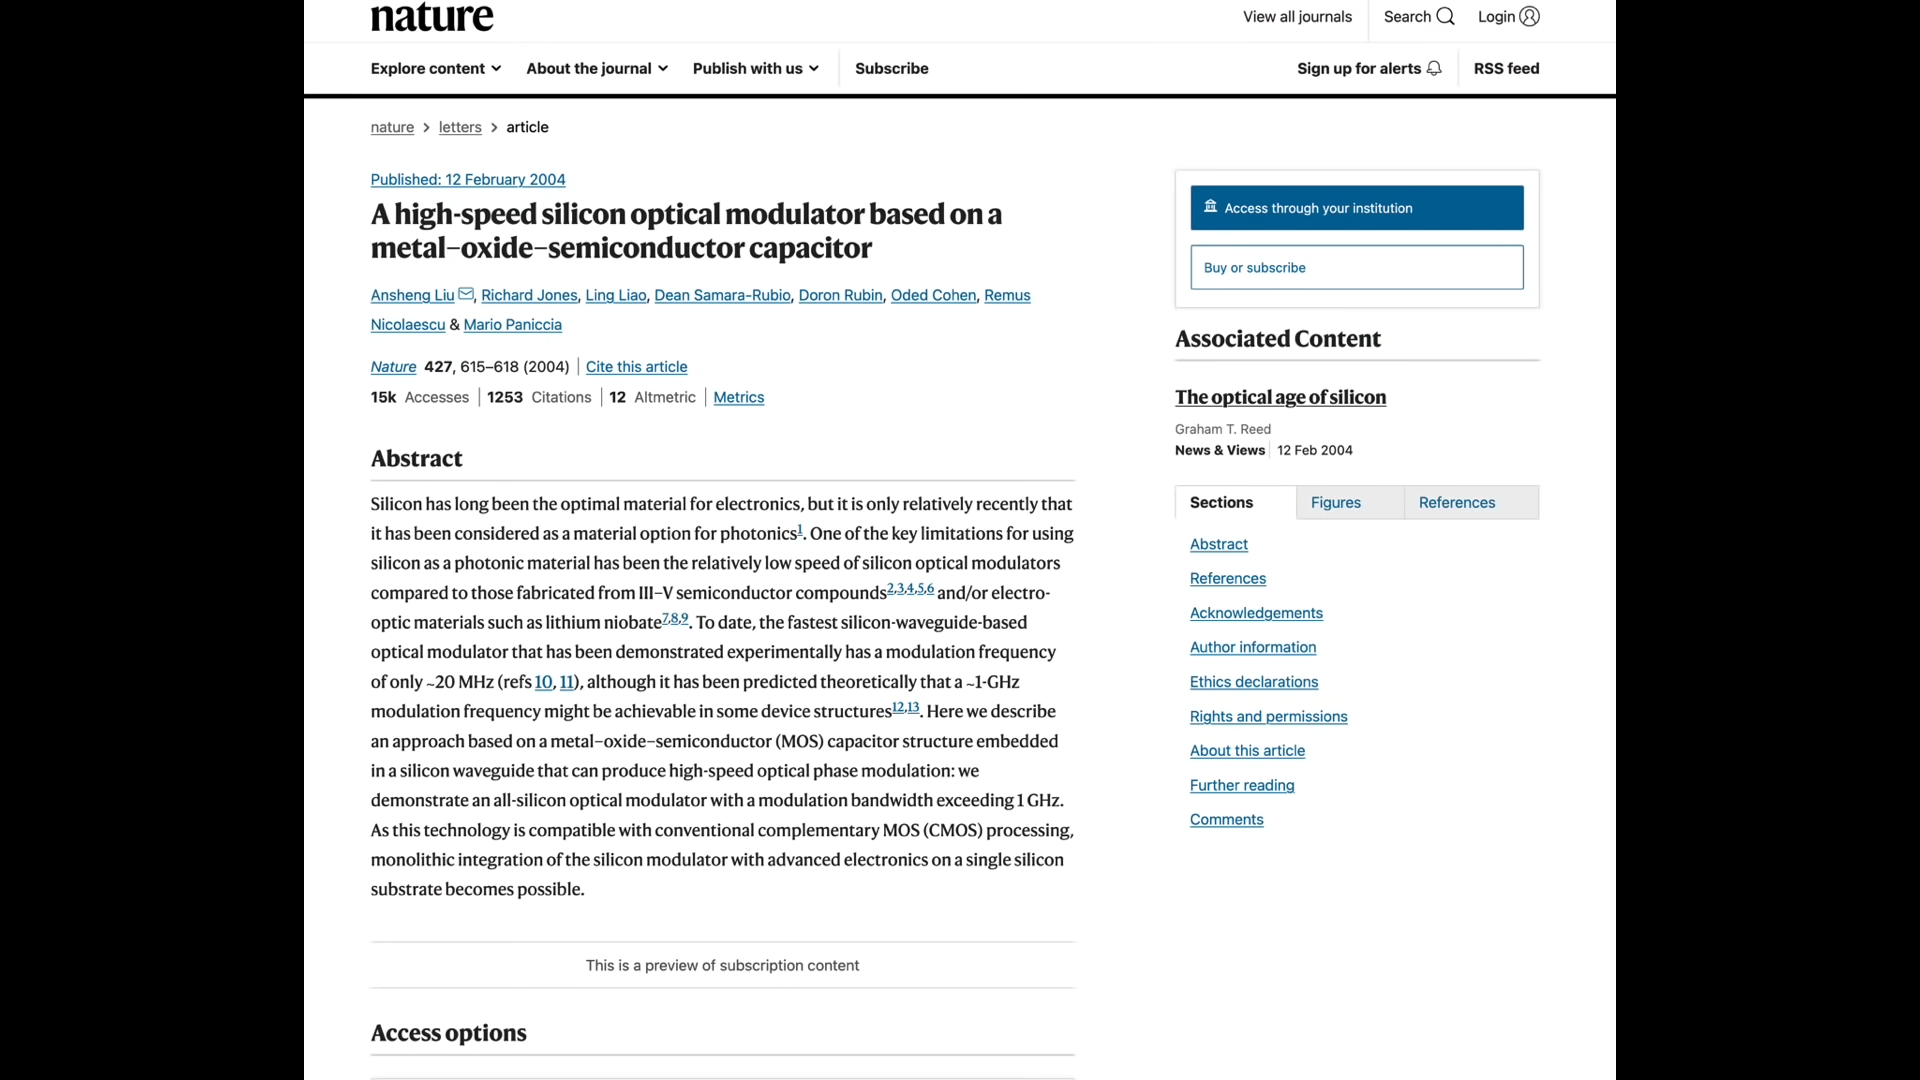 nature
View all journals
Search
Login
Explore content
About the journal
Publish with us
Subscribe
Sign up for alerts
RSS feed
nature > letters > article
Published: 12 February 2004
A high-speed silicon optical modulator based on a
metal–oxide–semiconductor capacitor
Ansheng Liu, Richard Jones, Ling Liao, Dean Samara-Rubio, Doron Rubin, Oded Cohen, Remus
Nicolaescu & Mario Paniccia
Nature 427, 615–618 (2004) | Cite this article
15k Accesses | 1253 Citations | 12 Altmetric | Metrics
Abstract
Silicon has long been the optimal material for electronics, but it is only relatively recently that
it has been considered as a material option for photonics1. One of the key limitations for using
silicon as a photonic material has been the relatively low speed of silicon optical modulators
compared to those fabricated from III–V semiconductor compounds2,3,4,5,6 and/or electro-
optic materials such as lithium niobate7,8,9. To date, the fastest silicon-waveguide-based
optical modulator that has been demonstrated experimentally has a modulation frequency
of only ~20 MHz (refs 10, 11), although it has been predicted theoretically that a ~1-GHz
modulation frequency might be achievable in some device structures12,13. Here we describe
an approach based on a metal–oxide–semiconductor (MOS) capacitor structure embedded
in a silicon waveguide that can produce high-speed optical phase modulation: we
demonstrate an all-silicon optical modulator with a modulation bandwidth exceeding 1 GHz.
As this technology is compatible with conventional complementary MOS (CMOS) processing,
monolithic integration of the silicon modulator with advanced electronics on a single silicon
substrate becomes possible.
This is a preview of subscription content
Access options
Access through your institution
Buy or subscribe
Associated Content
The optical age of silicon
Graham T. Reed
News & Views | 12 Feb 2004
Sections
Figures
References
Abstract
References
Acknowledgements
Author information
Ethics declarations
Rights and permissions
About this article
Further reading
Comments